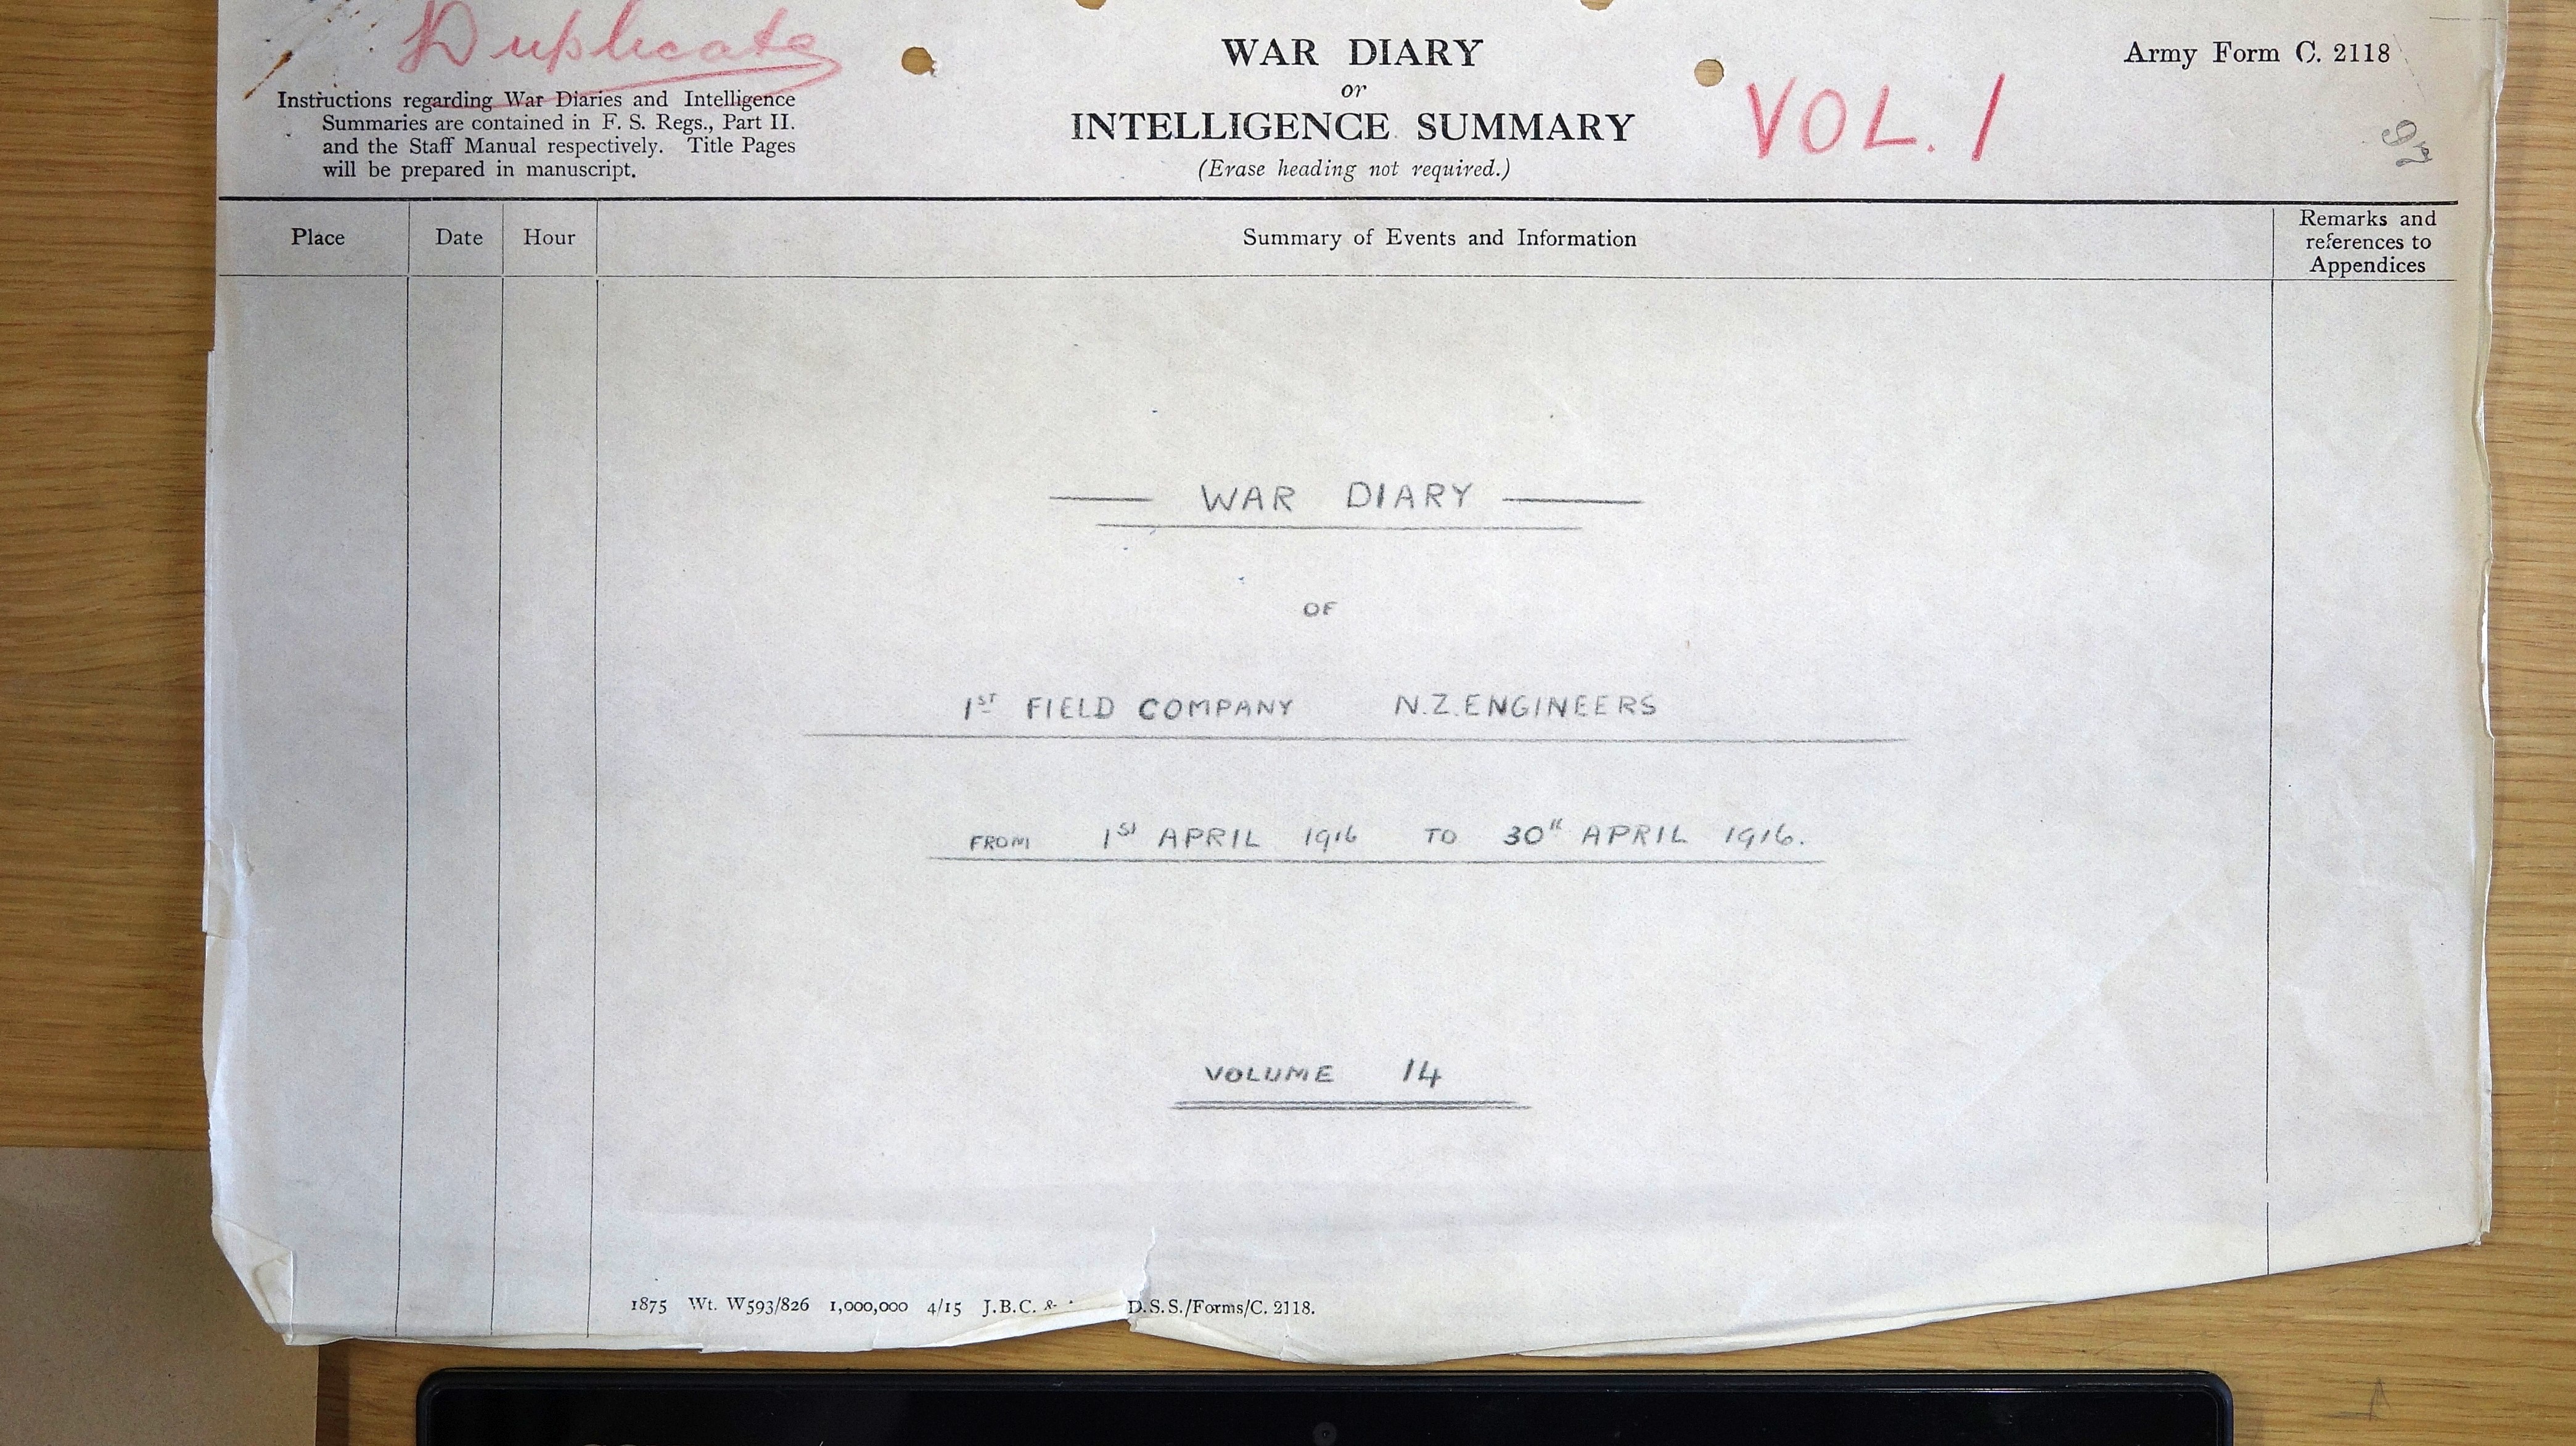 Duplicate
WAR DIARY
or
INTELLIGENCE SUMMARY
(Erase heading not required.)
Army Form C. 2118
VOL. 1
Instructions regarding War Diaries and Intelligence
Summaries are contained in F. S. Regs., Part II.
and the Staff Manual respectively. Title Pages
will be prepared in manuscript.
Place
Date
Hour
Summary of Events and Information
Remarks and
references to
Appendices
WAR DIARY
OF
1ST FIELD COMPANY N.Z.ENGINEERS
FROM 1ST APRIL 1916 TO 30" APRIL 1916.
VOLUME 14
1875 Wt. W593/826 1,000,000 4/15 J.B.C. & D.S.S./Forms/C. 2118.